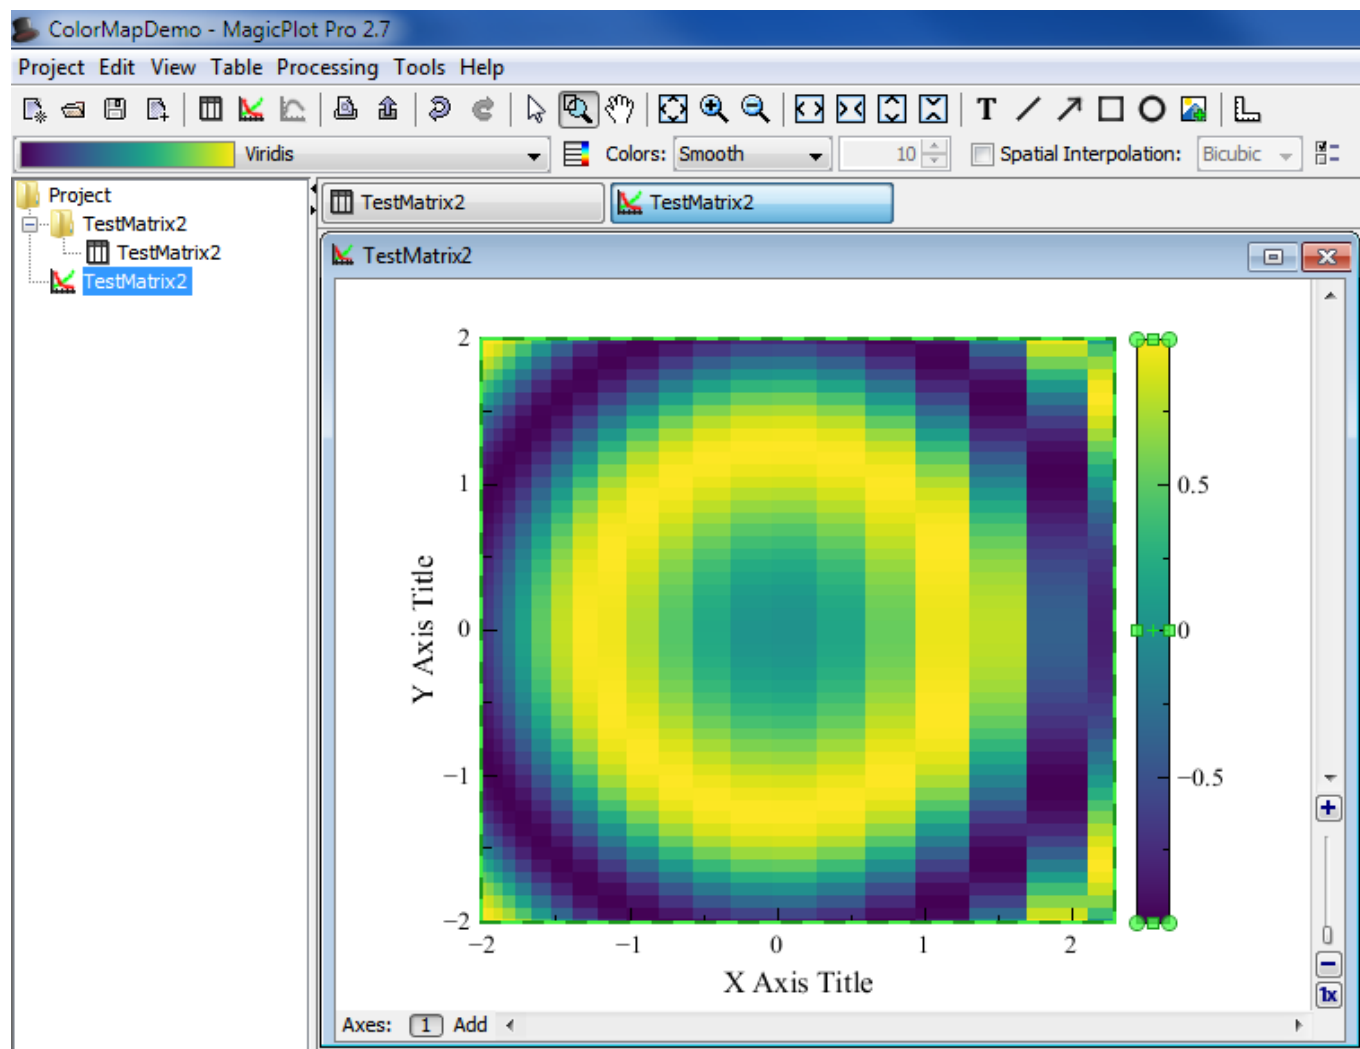 ColorMapDemo - MagicPlot Pro 2.7
Project Edit View Table Processing Tools Help
T
Viridis Colors: Smooth 10 Spatial Interpolation: Bicubic
Project
TestMatrix2
TestMatrix2
TestMatrix2
TestMatrix2 TestMatrix2
TestMatrix2
2
1
0
−1
−2
Y Axis Title
−2 −1 0 1 2
X Axis Title
0.5
0
−0.5
1x
Axes: 1 Add